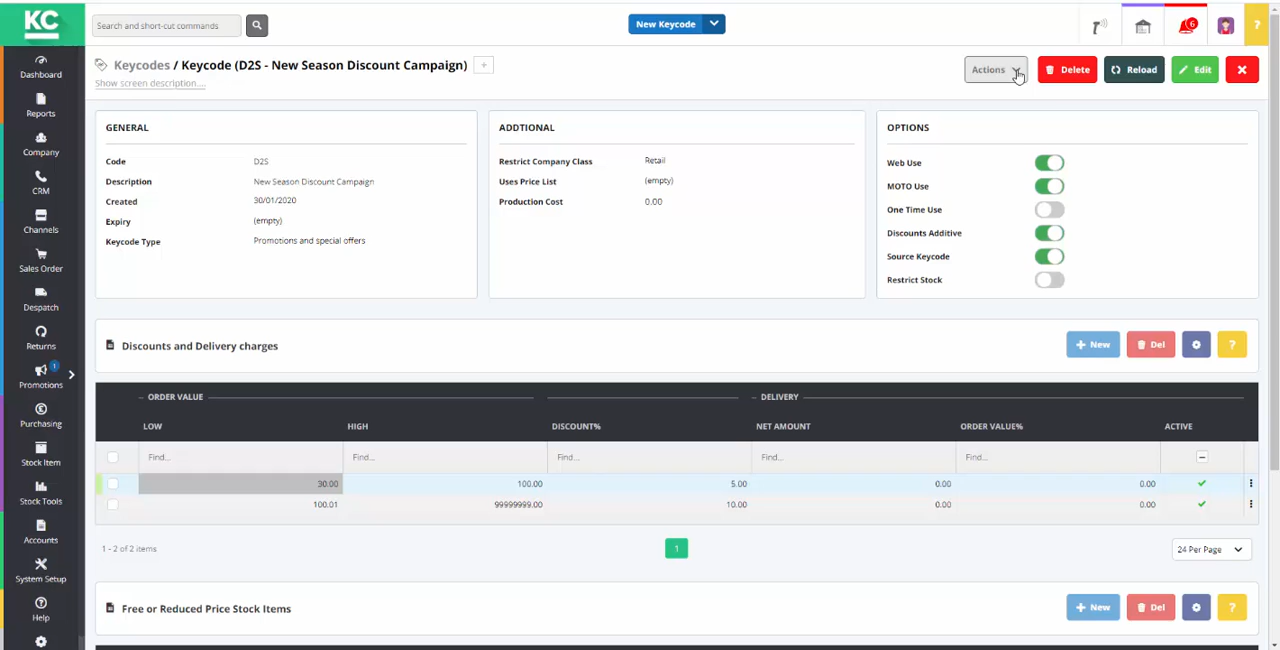 KC
Search and short-cut commands
New Keycode
6
?
Keycodes / Keycode (D2S - New Season Discount Campaign)
+
Show screen description....
Actions
Delete
Reload
Edit
Dashboard
Reports
Company
CRM
Channels
Sales Order
Despatch
Returns
1
Promotions
Purchasing
Stock Item
Stock Tools
Accounts
System Setup
Help
GENERAL
Code D2S
Description New Season Discount Campaign
Created 30/01/2020
Expiry (empty)
Keycode Type Promotions and special offers
ADDTIONAL
Restrict Company Class Retail
Uses Price List (empty)
Production Cost 0.00
OPTIONS
Web Use
MOTO Use
One Time Use
Discounts Additive
Source Keycode
Restrict Stock
Discounts and Delivery charges
+ New Del ?
ORDER VALUE DELIVERY
LOW HIGH DISCOUNT% NET AMOUNT ORDER VALUE% ACTIVE
Find... Find... Find... Find... Find...
30.00 100.00 5.00 0.00 0.00
100.01 99999999.00 10.00 0.00 0.00
1 - 2 of 2 items 1 24 Per Page
Free or Reduced Price Stock Items
+ New Del ?